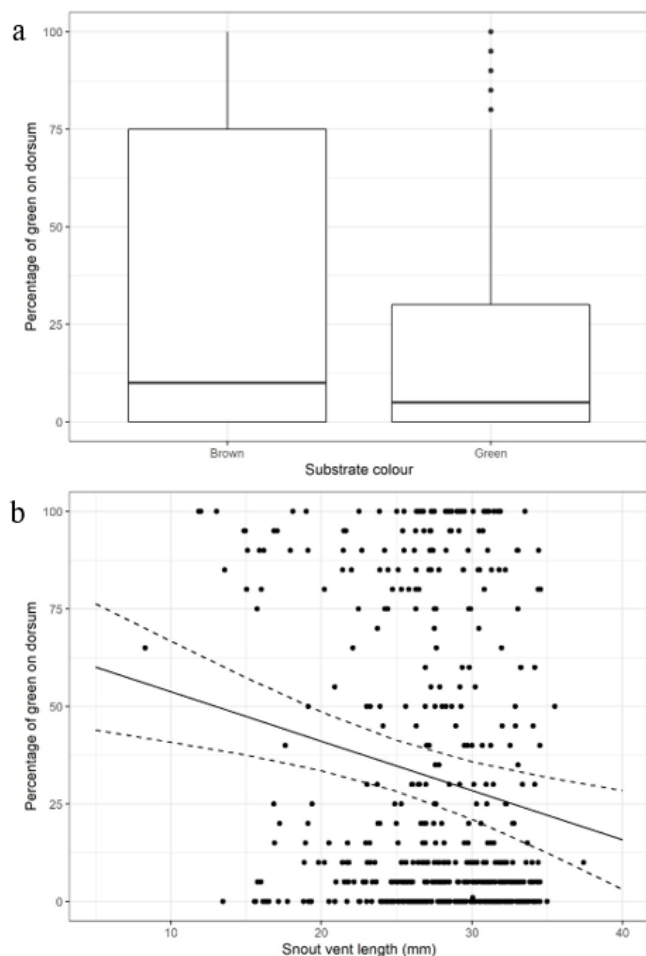 a
Percentage of green on dorsum
100
75
50
25
0
Brown
Green
Substrate colour
b
Percentage of green on dorsum
100
75
50
25
0
10
20
30
40
Snout vent length (mm)